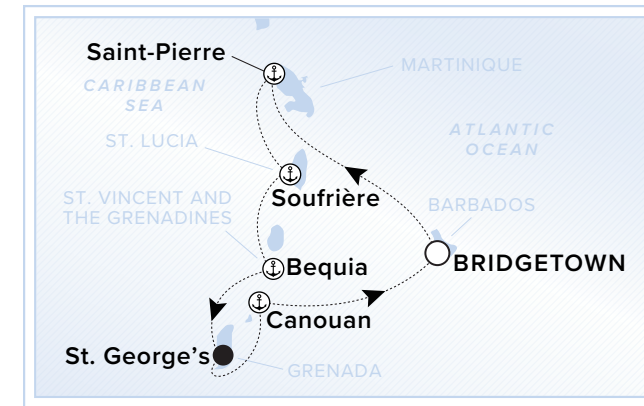 Saint-Pierre
MARTINIQUE
CARIBBEAN
SEA
ATLANTIC
OCEAN
ST. LUCIA
Soufrière
ST. VINCENT AND
THE GRENADINES
BARBADOS
BRIDGETOWN
Bequia
Canouan
St. George’s
GRENADA